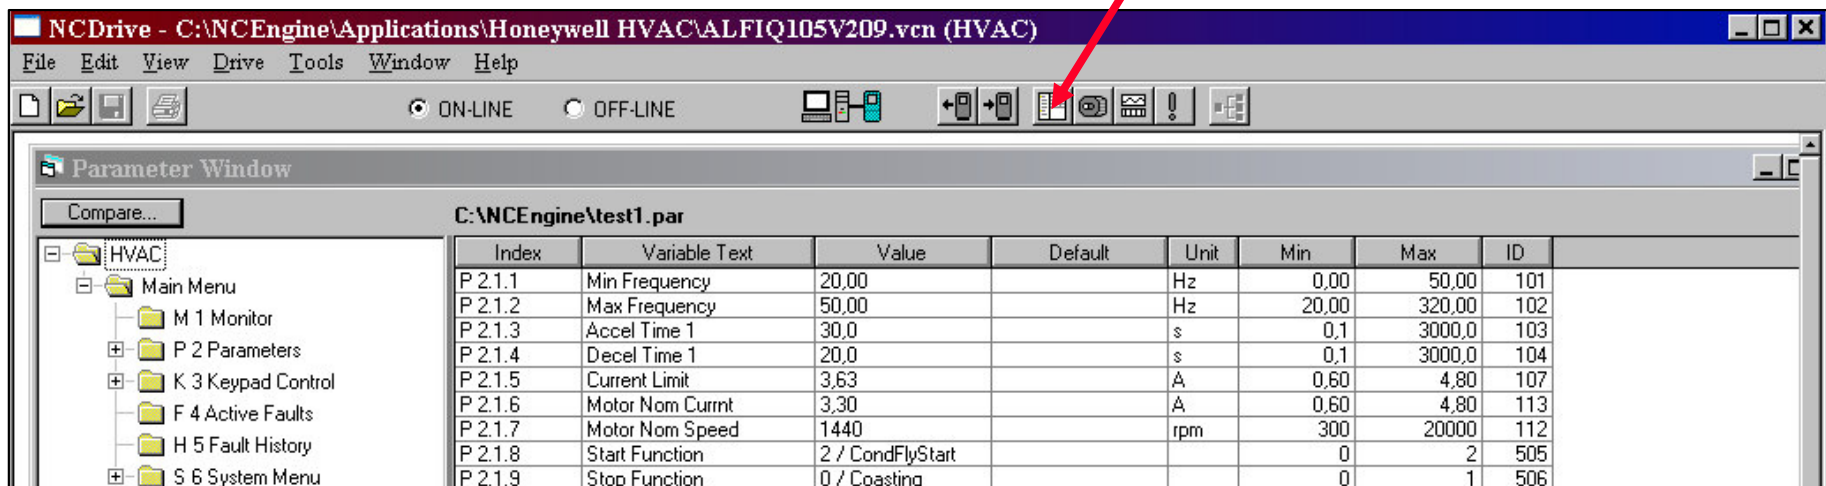 NCDrive - C:\NCEngine\Applications\Honeywell HVAC\ALFIQ105V209.vcn (HVAC)
File Edit View Drive Tools Window Help
ON-LINE OFF-LINE
Parameter Window
Compare... C:\NCEngine\test1.par
HVAC
Main Menu
M 1 Monitor
P 2 Parameters
K 3 Keypad Control
F 4 Active Faults
H 5 Fault History
S 6 System Menu
Index Variable Text Value Default Unit Min Max ID
P 2.1.1 Min Frequency 20,00 Hz 0,00 50,00 101
P 2.1.2 Max Frequency 50,00 Hz 20,00 320,00 102
P 2.1.3 Accel Time 1 30,0 s 0,1 3000,0 103
P 2.1.4 Decel Time 1 20,0 s 0,1 3000,0 104
P 2.1.5 Current Limit 3,63 A 0,60 4,80 107
P 2.1.6 Motor Nom Currnt 3,30 A 0,60 4,80 113
P 2.1.7 Motor Nom Speed 1440 rpm 300 20000 112
P 2.1.8 Start Function 2 / CondFlyStart 0 2 505
P 2.1.9 Stop Function 0 / Coasting 0 1 506